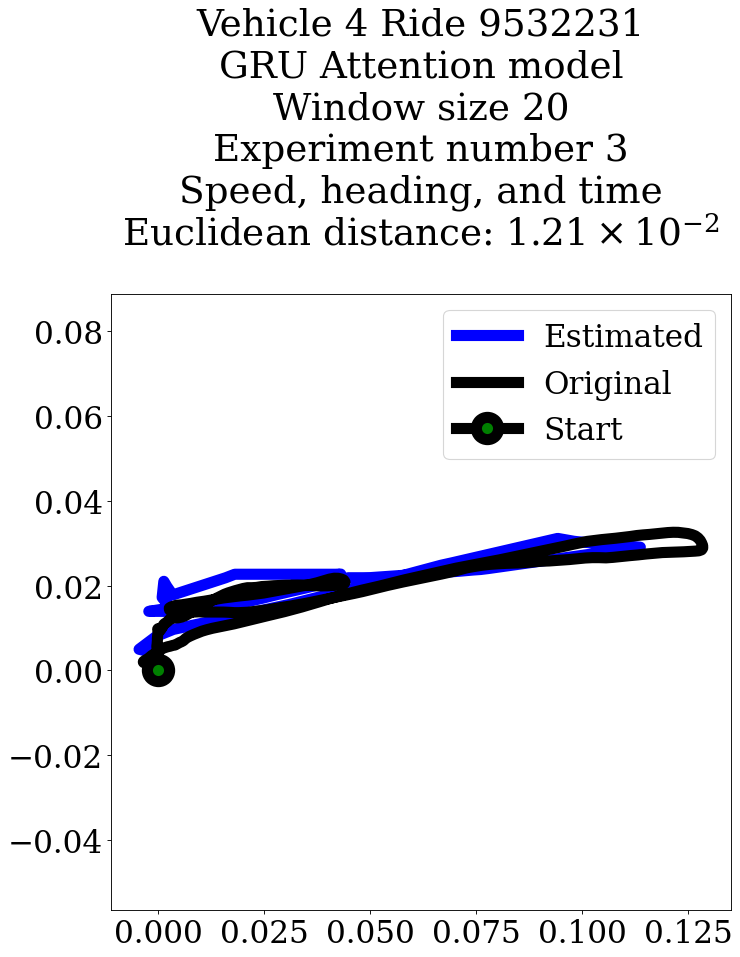 Vehicle 4 Ride 9532231
GRU Attention model
Window size 20
Experiment number 3
Speed, heading, and time
Euclidean distance: 1.21 × 10⁻²
Estimated
Original
Start
0.08
0.06
0.04
0.02
0.00
−0.02
−0.04
0.000 0.025 0.050 0.075 0.100 0.125